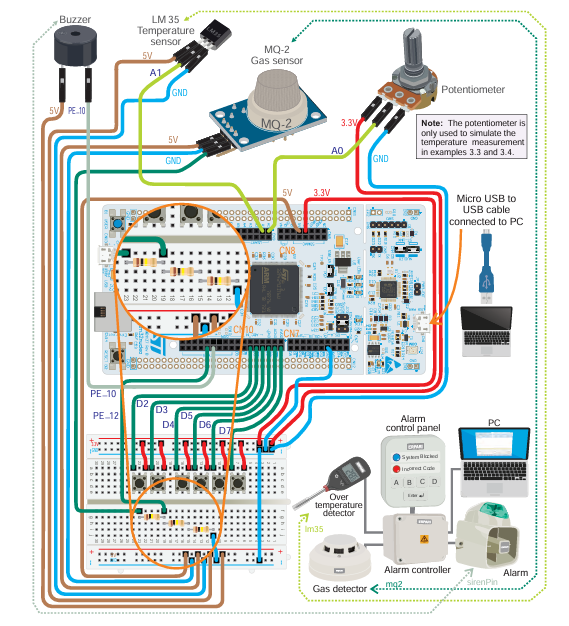 Buzzer
LM 35
Temperature
sensor
MQ-2
Gas sensor
Potentiometer
5V
A1
GND
5V
PE_10
MQ-2
5V
GND
3.3V
A0
GND
Note: The potentiometer is
only used to simulate the
temperature measurement
in examples 3.3 and 3.4.
5V
3.3V
Micro USB to
USB cable
connected to PC
CN8
CN10
CN7
PE_10
PE_12
D2
D3
D4
D5
D6
D7
Alarm
control panel
PC
System Blocked
Incorrect Code
A B C D
Enter
Over
temperature
detector
lm35
Gas detector
mq2
Alarm controller
sirenPin
Alarm